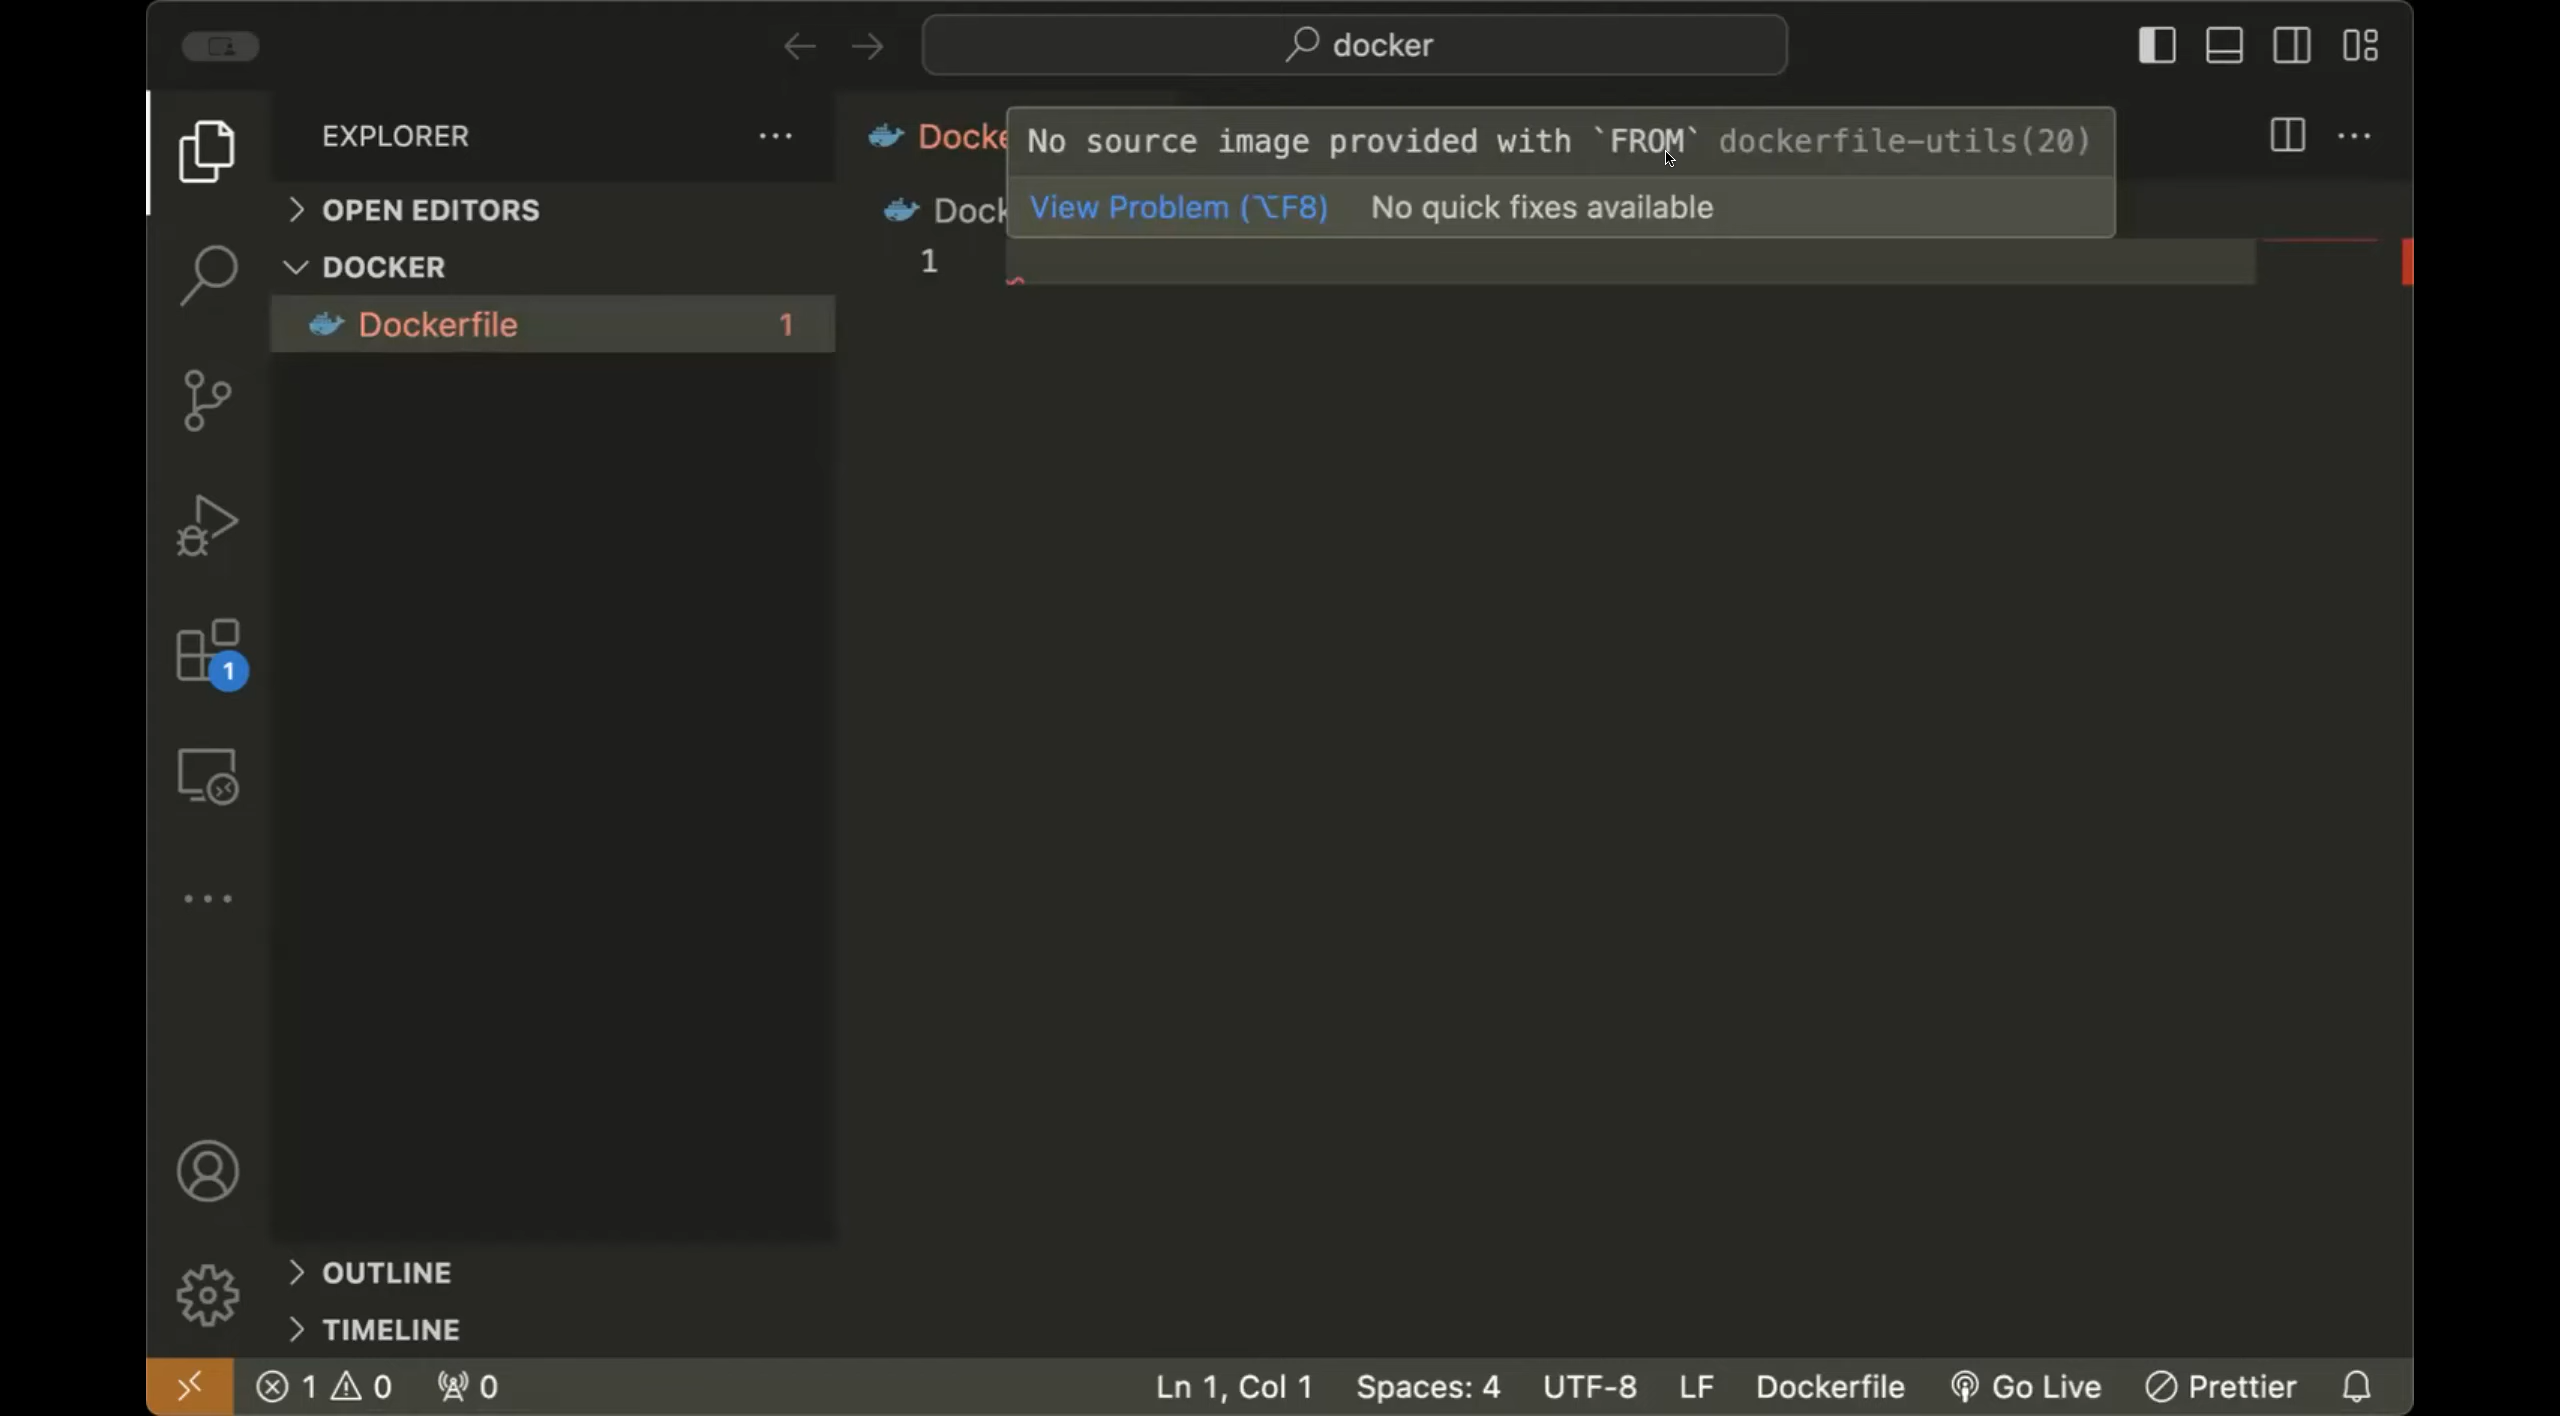 docker
EXPLORER
OPEN EDITORS
DOCKER
Dockerfile 1
1
Docke
Dock
No source image provided with `FROM` dockerfile-utils(20)
View Problem (⌥F8) No quick fixes available
1
OUTLINE
TIMELINE
1 0 0 Ln 1, Col 1 Spaces: 4 UTF-8 LF Dockerfile Go Live Prettier